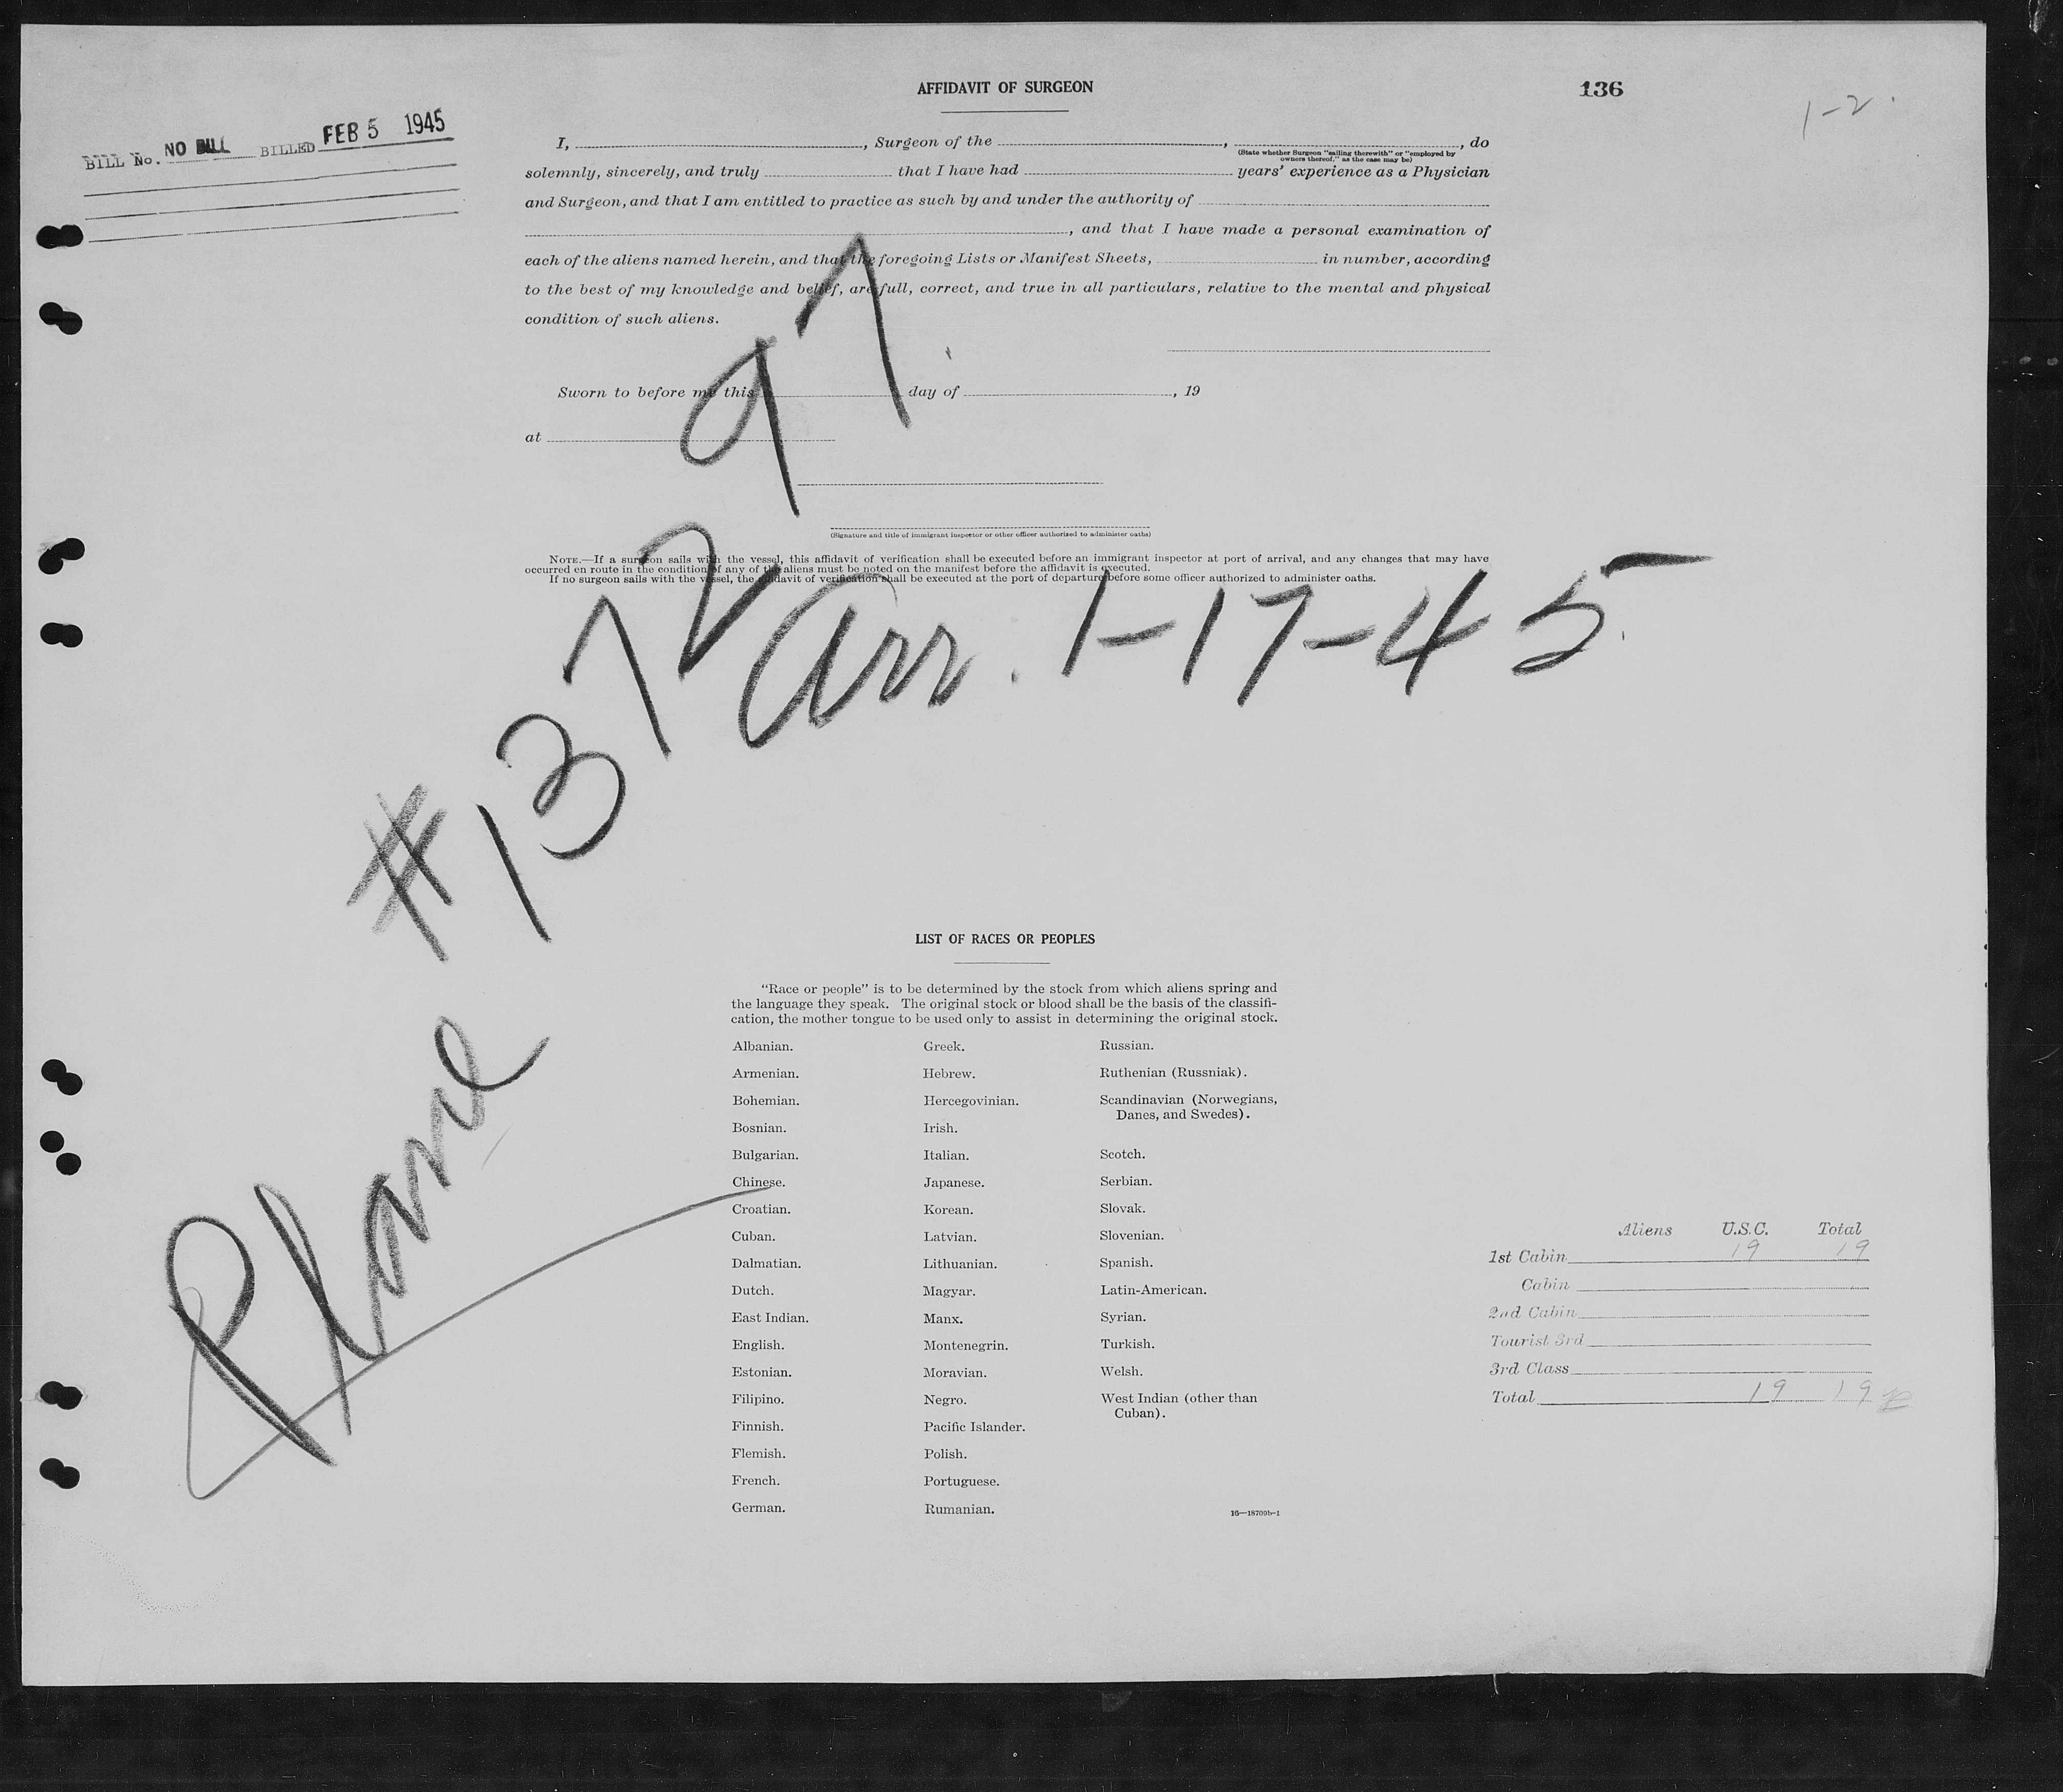 AFFIDAVIT OF SURGEON
136
1-2.
BILL No. NO BILL BILLED FEB 5 1945
I, , Surgeon of the , , do
(State whether Surgeon "sailing therewith" or "employed by
owners thereof," as the case may be)
solemnly, sincerely, and truly that I have had years' experience as a Physician
and Surgeon, and that I am entitled to practice as such by and under the authority of
, and that I have made a personal examination of
each of the aliens named herein, and that the foregoing Lists or Manifest Sheets, in number, according
to the best of my knowledge and belief, are full, correct, and true in all particulars, relative to the mental and physical
condition of such aliens.
Sworn to before me this day of , 19
at
(Signature and title of immigrant inspector or other officer authorized to administer oaths)
NOTE.—If a surgeon sails with the vessel, this affidavit of verification shall be executed before an immigrant inspector at port of arrival, and any changes that may have
occurred en route in the condition of any of the aliens must be noted on the manifest before the affidavit is executed.
If no surgeon sails with the vessel, the affidavit of verification shall be executed at the port of departure before some officer authorized to administer oaths.
Plane #137297
Arr. 1-17-45
LIST OF RACES OR PEOPLES
"Race or people" is to be determined by the stock from which aliens spring and
the language they speak. The original stock or blood shall be the basis of the classifi-
cation, the mother tongue to be used only to assist in determining the original stock.
Albanian.
Armenian.
Bohemian.
Bosnian.
Bulgarian.
Chinese.
Croatian.
Cuban.
Dalmatian.
Dutch.
East Indian.
English.
Estonian.
Filipino.
Finnish.
Flemish.
French.
German.
Greek.
Hebrew.
Hercegovinian.
Irish.
Italian.
Japanese.
Korean.
Latvian.
Lithuanian.
Magyar.
Manx.
Montenegrin.
Moravian.
Negro.
Pacific Islander.
Polish.
Portuguese.
Rumanian.
Russian.
Ruthenian (Russniak).
Scandinavian (Norwegians,
Danes, and Swedes).
Scotch.
Serbian.
Slovak.
Slovenian.
Spanish.
Latin-American.
Syrian.
Turkish.
Welsh.
West Indian (other than
Cuban).
16—18709b-1
Aliens U.S.C. Total
1st Cabin 19 19
Cabin
2nd Cabin
Tourist 3rd
3rd Class
Total 19 19